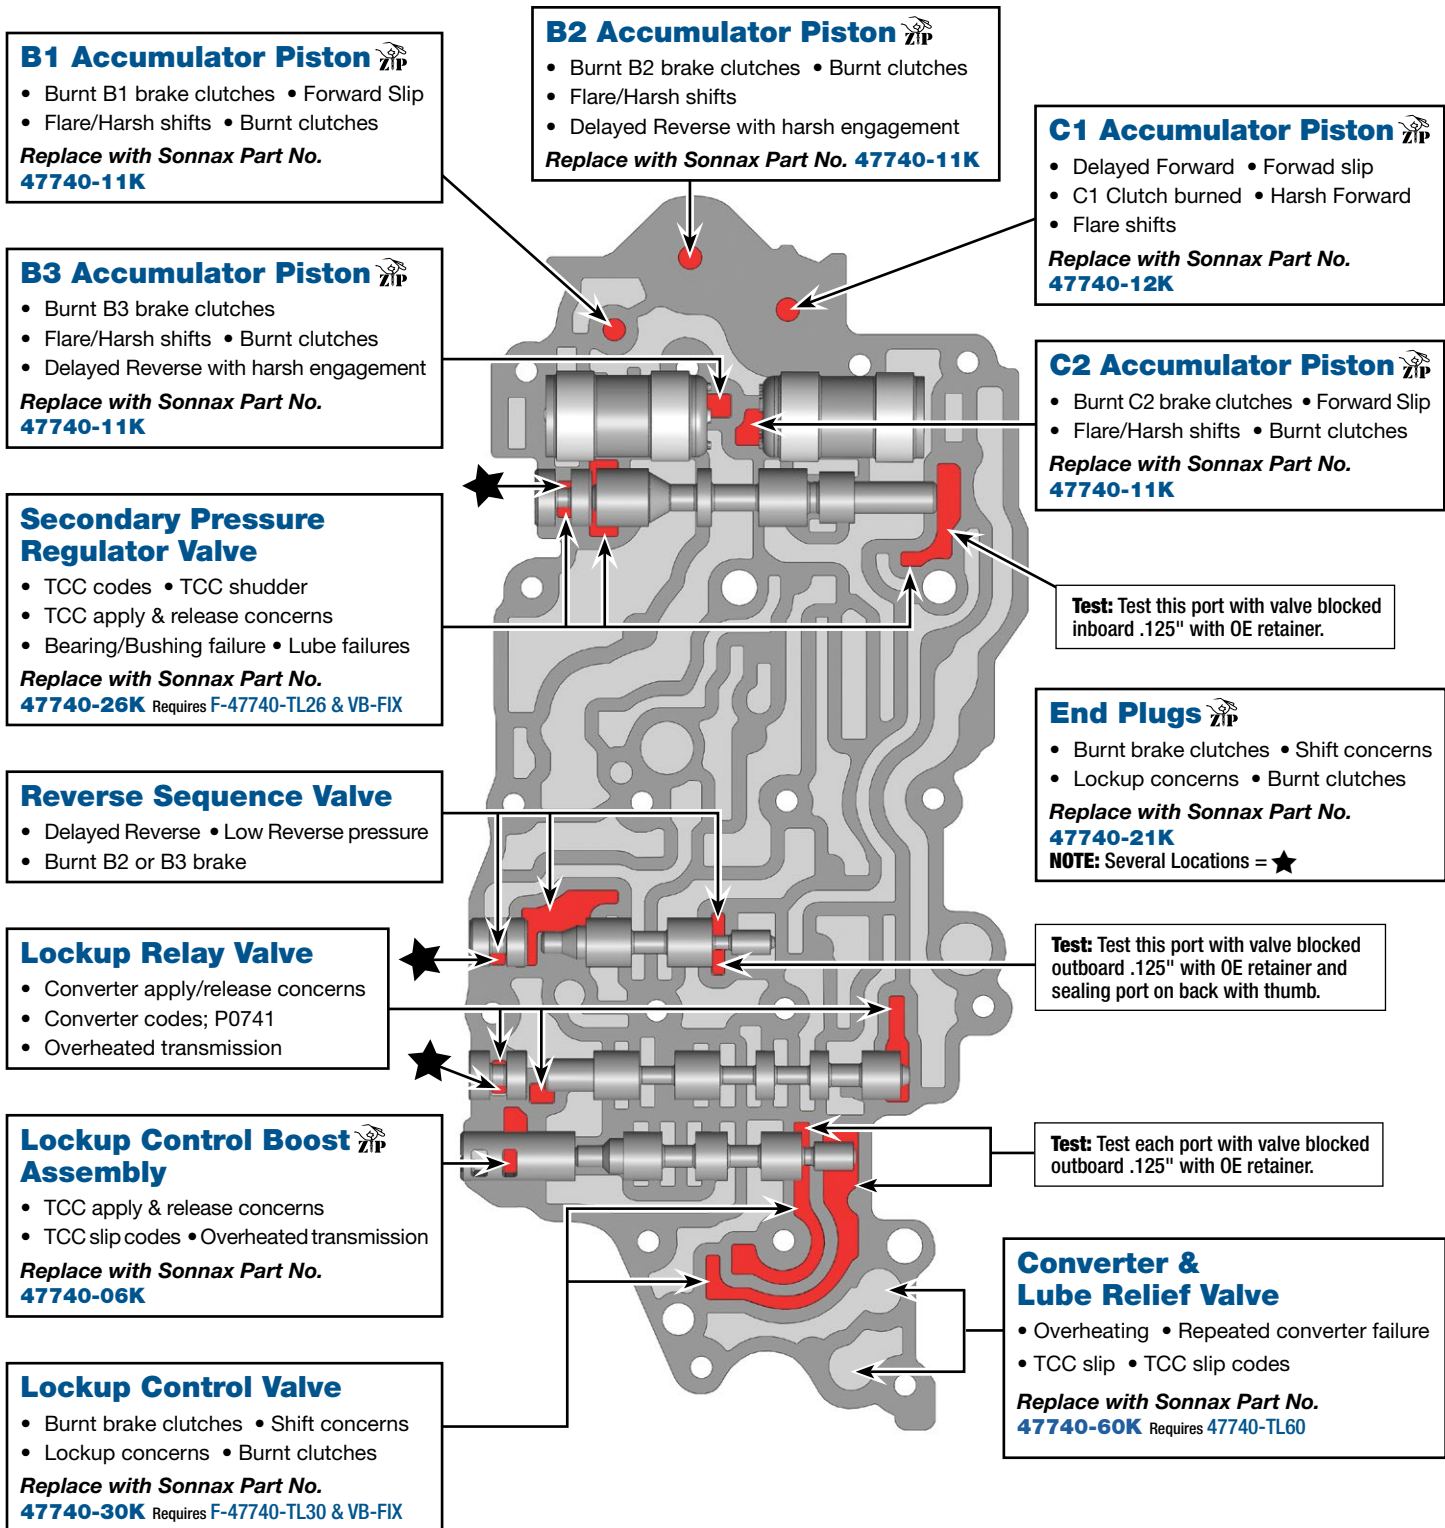 B1 Accumulator Piston ZIP
• Burnt B1 brake clutches • Forward Slip
• Flare/Harsh shifts • Burnt clutches
Replace with Sonnax Part No.
47740-11K
B2 Accumulator Piston ZIP
• Burnt B2 brake clutches • Burnt clutches
• Flare/Harsh shifts
• Delayed Reverse with harsh engagement
Replace with Sonnax Part No. 47740-11K
C1 Accumulator Piston ZIP
• Delayed Forward • Forwad slip
• C1 Clutch burned • Harsh Forward
• Flare shifts
Replace with Sonnax Part No.
47740-12K
B3 Accumulator Piston ZIP
• Burnt B3 brake clutches
• Flare/Harsh shifts • Burnt clutches
• Delayed Reverse with harsh engagement
Replace with Sonnax Part No.
47740-11K
C2 Accumulator Piston ZIP
• Burnt C2 brake clutches • Forward Slip
• Flare/Harsh shifts • Burnt clutches
Replace with Sonnax Part No.
47740-11K
Secondary Pressure
Regulator Valve
• TCC codes • TCC shudder
• TCC apply & release concerns
• Bearing/Bushing failure • Lube failures
Replace with Sonnax Part No.
47740-26K Requires F-47740-TL26 & VB-FIX
Test: Test this port with valve blocked
inboard .125" with OE retainer.
End Plugs ZIP
• Burnt brake clutches • Shift concerns
• Lockup concerns • Burnt clutches
Replace with Sonnax Part No.
47740-21K
NOTE: Several Locations = ★
Reverse Sequence Valve
• Delayed Reverse • Low Reverse pressure
• Burnt B2 or B3 brake
Lockup Relay Valve
• Converter apply/release concerns
• Converter codes; P0741
• Overheated transmission
Test: Test this port with valve blocked
outboard .125" with OE retainer and
sealing port on back with thumb.
Lockup Control Boost ZIP
Assembly
• TCC apply & release concerns
• TCC slip codes • Overheated transmission
Replace with Sonnax Part No.
47740-06K
Test: Test each port with valve blocked
outboard .125" with OE retainer.
Converter &
Lube Relief Valve
• Overheating • Repeated converter failure
• TCC slip • TCC slip codes
Replace with Sonnax Part No.
47740-60K Requires 47740-TL60
Lockup Control Valve
• Burnt brake clutches • Shift concerns
• Lockup concerns • Burnt clutches
Replace with Sonnax Part No.
47740-30K Requires F-47740-TL30 & VB-FIX